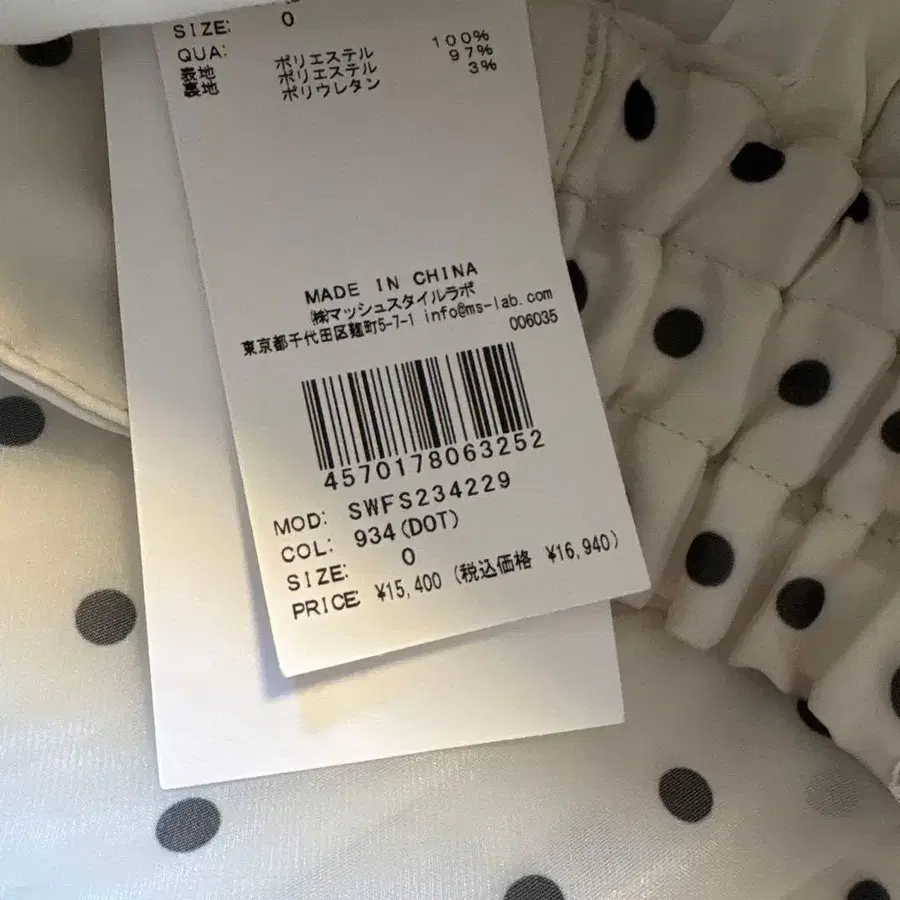 SIZE: 0
QUA:
表地 ポリエステル 100%
裏地 ポリエステル 97%
ポリウレタン 3%
MADE IN CHINA
㈱マッシュスタイルラボ
東京都千代田区麹町5-7-1 info@ms-lab.com
006035
4570178063252
MOD: SWFS234229
COL: 934(DOT)
SIZE: 0
PRICE: ¥15,400 (税込価格 ¥16,940)